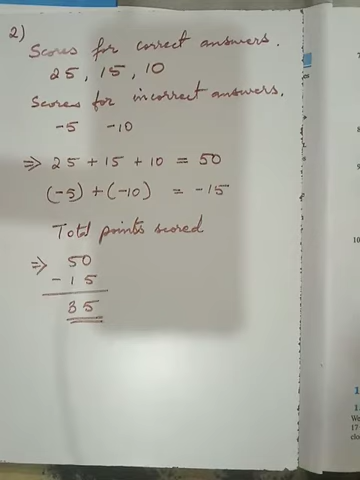 2)
Scores for correct answers.
25, 15, 10
Scores for incorrect answers.
-5 -10
⇒ 25 + 15 + 10 = 50
(-5) + (-10) = -15
Total points scored
⇒ 50
- 15
35